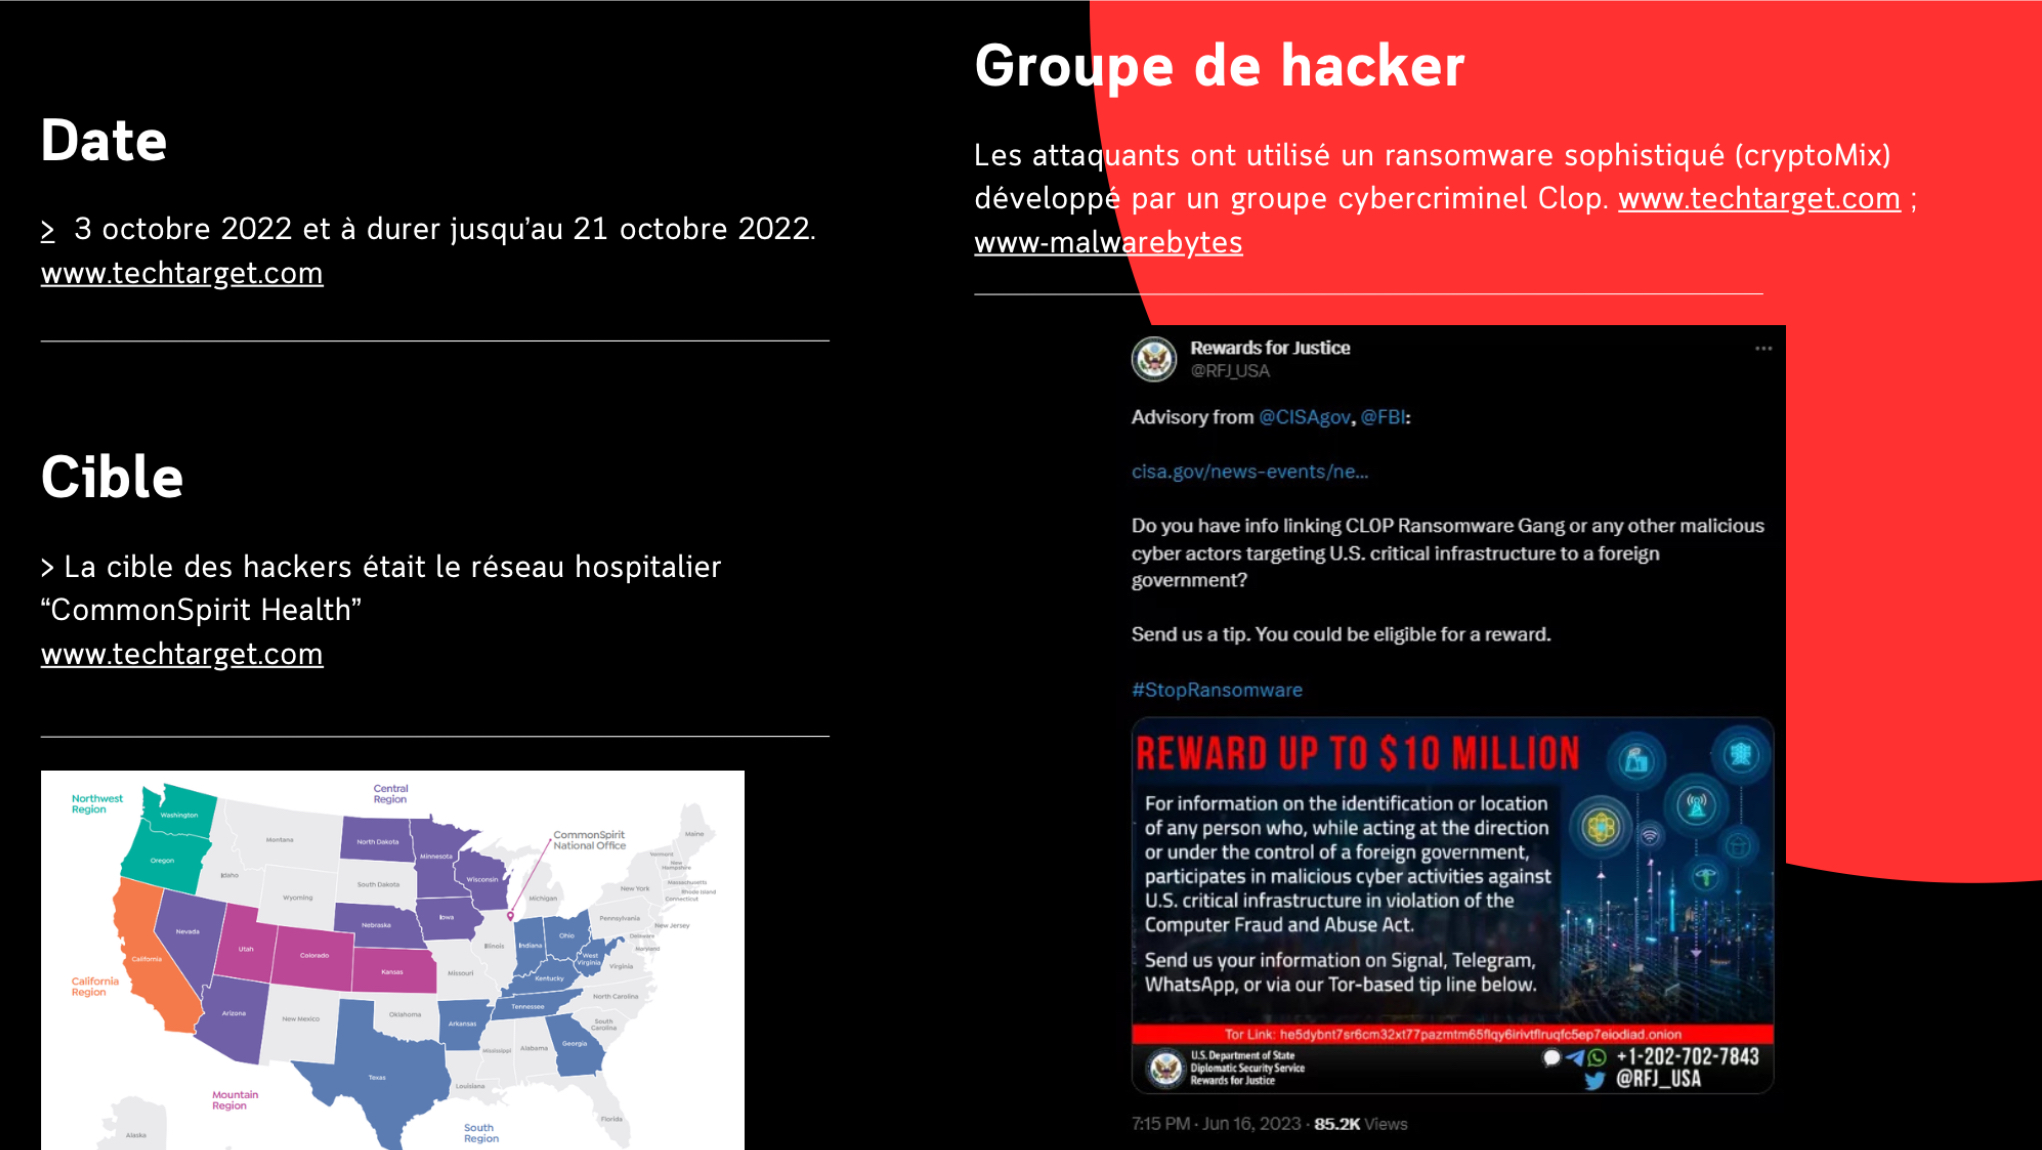 Date
>  3 octobre 2022 et à durer jusqu’au 21 octobre 2022.
www.techtarget.com
Cible
> La cible des hackers était le réseau hospitalier
“CommonSpirit Health”
www.techtarget.com
Northwest
Region
Central
Region
CommonSpirit
National Office
Washington
Oregon
Montana
Idaho
Wyoming
North Dakota
South Dakota
Minnesota
Wisconsin
Michigan
Maine
Vermont
New
Hampshire
Massachusetts
Rhode Island
Connecticut
New York
Pennsylvania
New Jersey
Delaware
Maryland
Nebraska
Iowa
Illinois
Indiana
Ohio
West
Virginia
Virginia
Nevada
Utah
Colorado
Kansas
Missouri
Kentucky
California
California
Region
Arizona
New Mexico
Oklahoma
Arkansas
Tennessee
North Carolina
South
Carolina
Mississippi
Alabama
Georgia
Texas
Louisiana
Florida
Mountain
Region
South
Region
Alaska
Groupe de hacker
Les attaquants ont utilisé un ransomware sophistiqué (cryptoMix)
développé par un groupe cybercriminel Clop. www.techtarget.com ;
www-malwarebytes
Rewards for Justice
@RFJ_USA
Advisory from @CISAgov, @FBI:
cisa.gov/news-events/ne...
Do you have info linking CL0P Ransomware Gang or any other malicious
cyber actors targeting U.S. critical infrastructure to a foreign
government?
Send us a tip. You could be eligible for a reward.
#StopRansomware
REWARD UP TO $10 MILLION
For information on the identification or location
of any person who, while acting at the direction
or under the control of a foreign government,
participates in malicious cyber activities against
U.S. critical infrastructure in violation of the
Computer Fraud and Abuse Act.
Send us your information on Signal, Telegram,
WhatsApp, or via our Tor-based tip line below.
Tor Link: he5dybnt7sr6cm32xt77pazmtm65flqy6irivtflruqfc5ep7eiodiad.onion
U.S. Department of State
Diplomatic Security Service
Rewards for Justice
+1-202-702-7843
@RFJ_USA
7:15 PM · Jun 16, 2023 · 85.2K Views